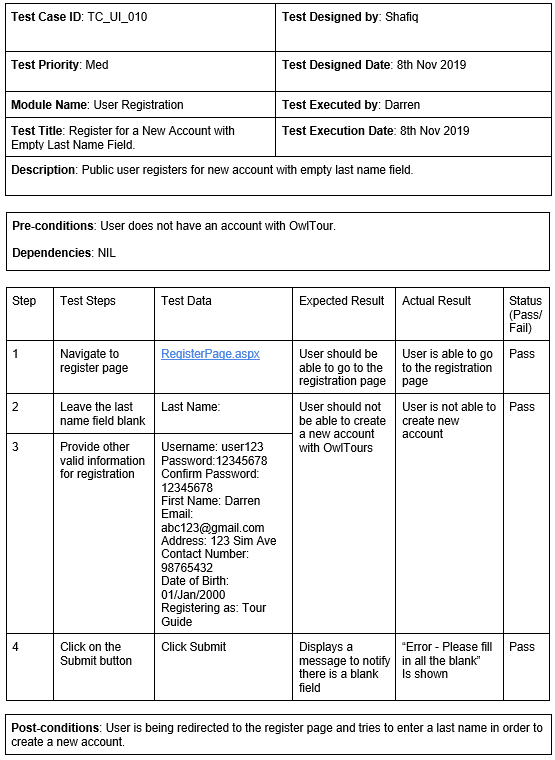 Test Case ID: TC_UI_010
Test Designed by: Shafiq
Test Priority: Med
Test Designed Date: 8th Nov 2019
Module Name: User Registration
Test Executed by: Darren
Test Title: Register for a New Account with
Empty Last Name Field.
Test Execution Date: 8th Nov 2019
Description: Public user registers for new account with empty last name field.
Pre-conditions: User does not have an account with OwlTour.
Dependencies: NIL
Step
Test Steps
Test Data
Expected Result
Actual Result
Status
(Pass/
Fail)
1
Navigate to
register page
RegisterPage.aspx
User should be
able to go to the
registration page
User is able to go
to the registration
page
Pass
2
Leave the last
name field blank
Last Name:
User should not
be able to create
a new account
with OwlTours
User is not able to
create new
account
Pass
3
Provide other
valid information
for registration
Username: user123
Password:12345678
Confirm Password:
12345678
First Name: Darren
Email:
abc123@gmail.com
Address: 123 Sim Ave
Contact Number:
98765432
Date of Birth:
01/Jan/2000
Registering as: Tour
Guide
4
Click on the
Submit button
Click Submit
Displays a
message to notify
there is a blank
field
“Error - Please fill
in all the blank”
Is shown
Pass
Post-conditions: User is being redirected to the register page and tries to enter a last name in order to
create a new account.